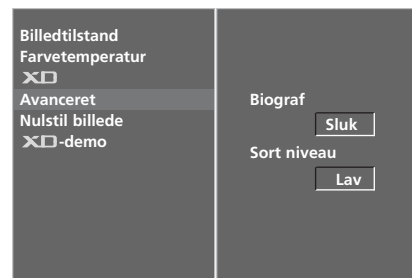 Billedtilstand
Farvetemperatur
XD
Avanceret
Nulstil billede
XD-demo
Biograf
Sluk
Sort niveau
Lav